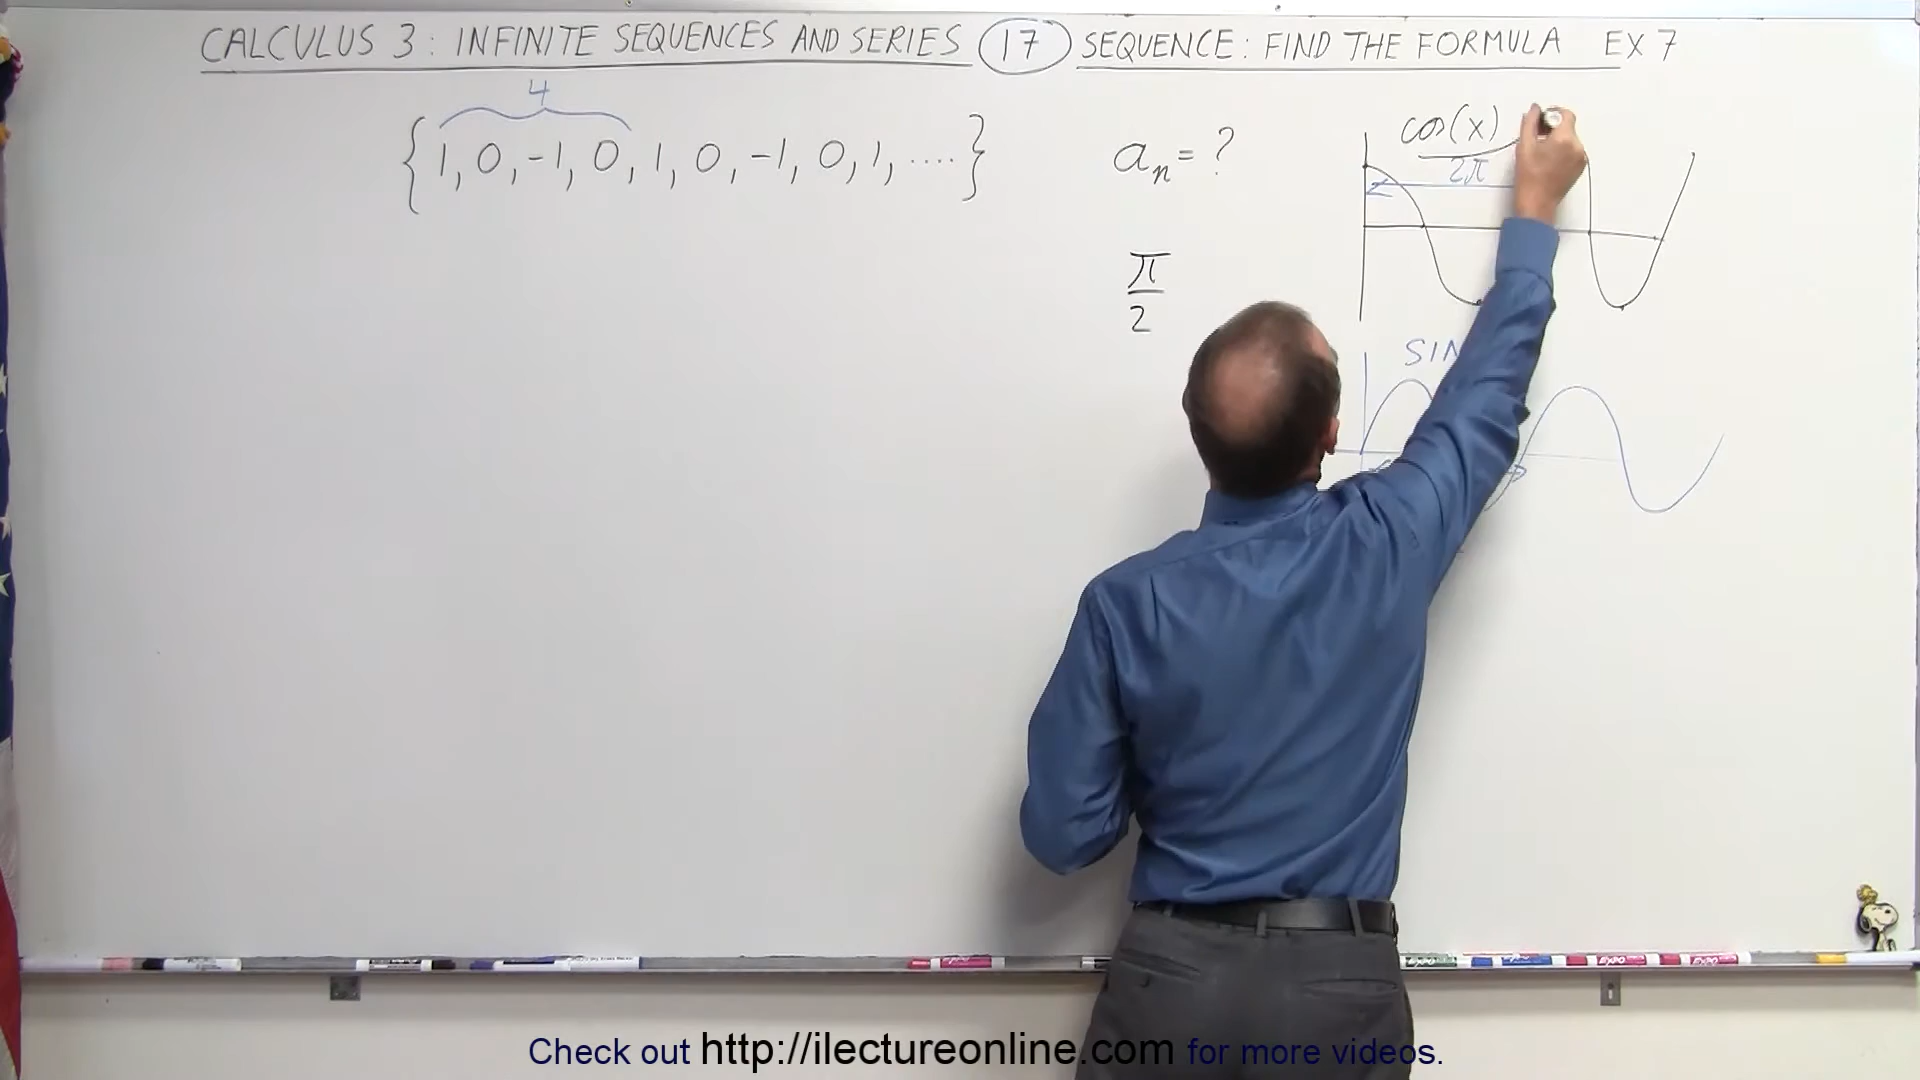 CALCULUS 3 : INFINITE SEQUENCES AND SERIES 17 SEQUENCE: FIND THE FORMULA EX 7
4
{1, 0, -1, 0, 1, 0, -1, 0, 1, ....}
aₙ = ?
cos(x)
2π
π/2
SIN
Check out http://ilectureonline.com for more videos.